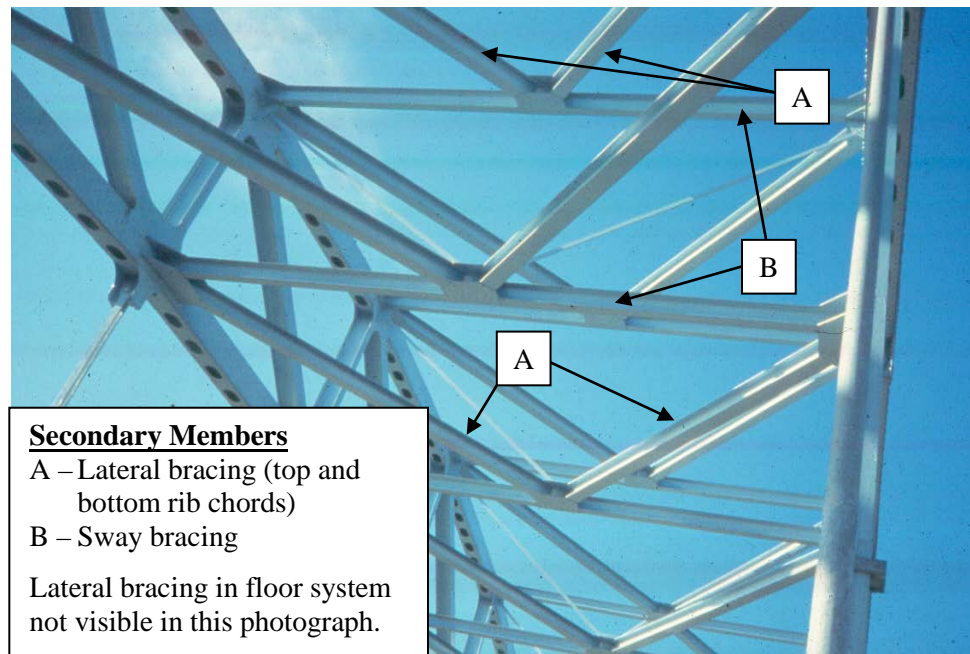 A
B
A
Secondary Members
A – Lateral bracing (top and
bottom rib chords)
B – Sway bracing
Lateral bracing in floor system
not visible in this photograph.